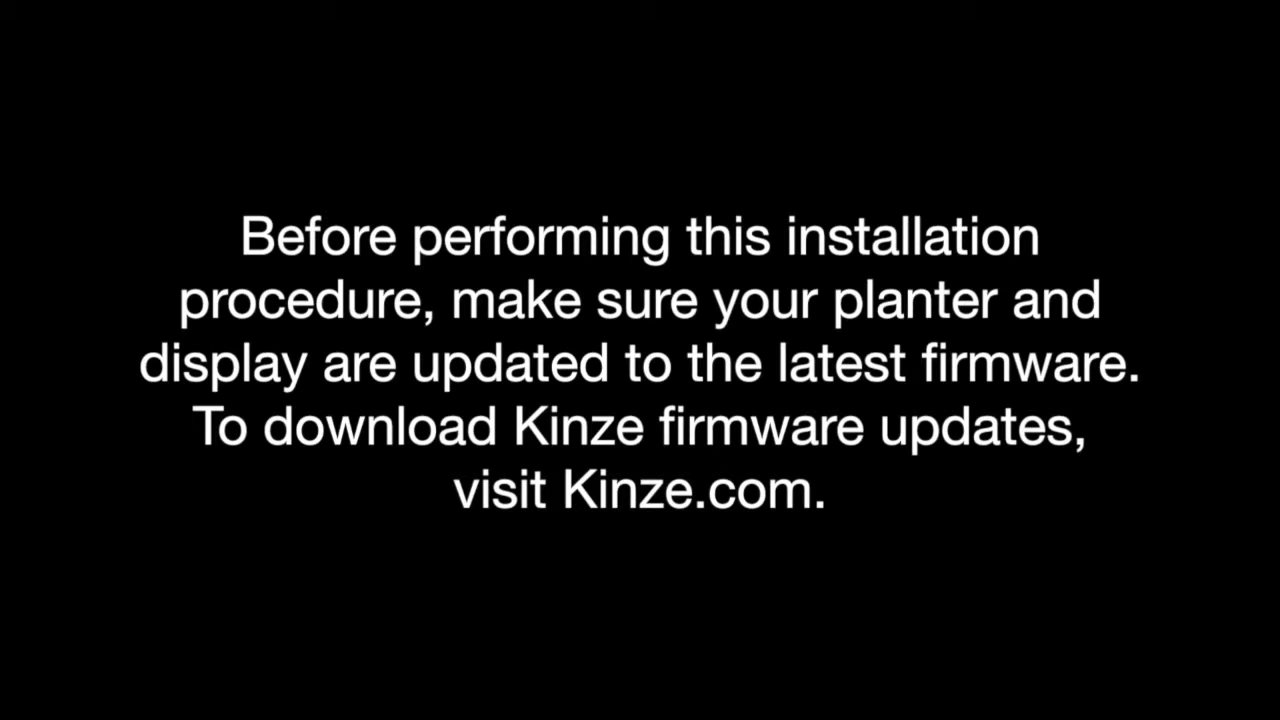 Before performing this installation
procedure, make sure your planter and
display are updated to the latest firmware.
To download Kinze firmware updates,
visit Kinze.com.